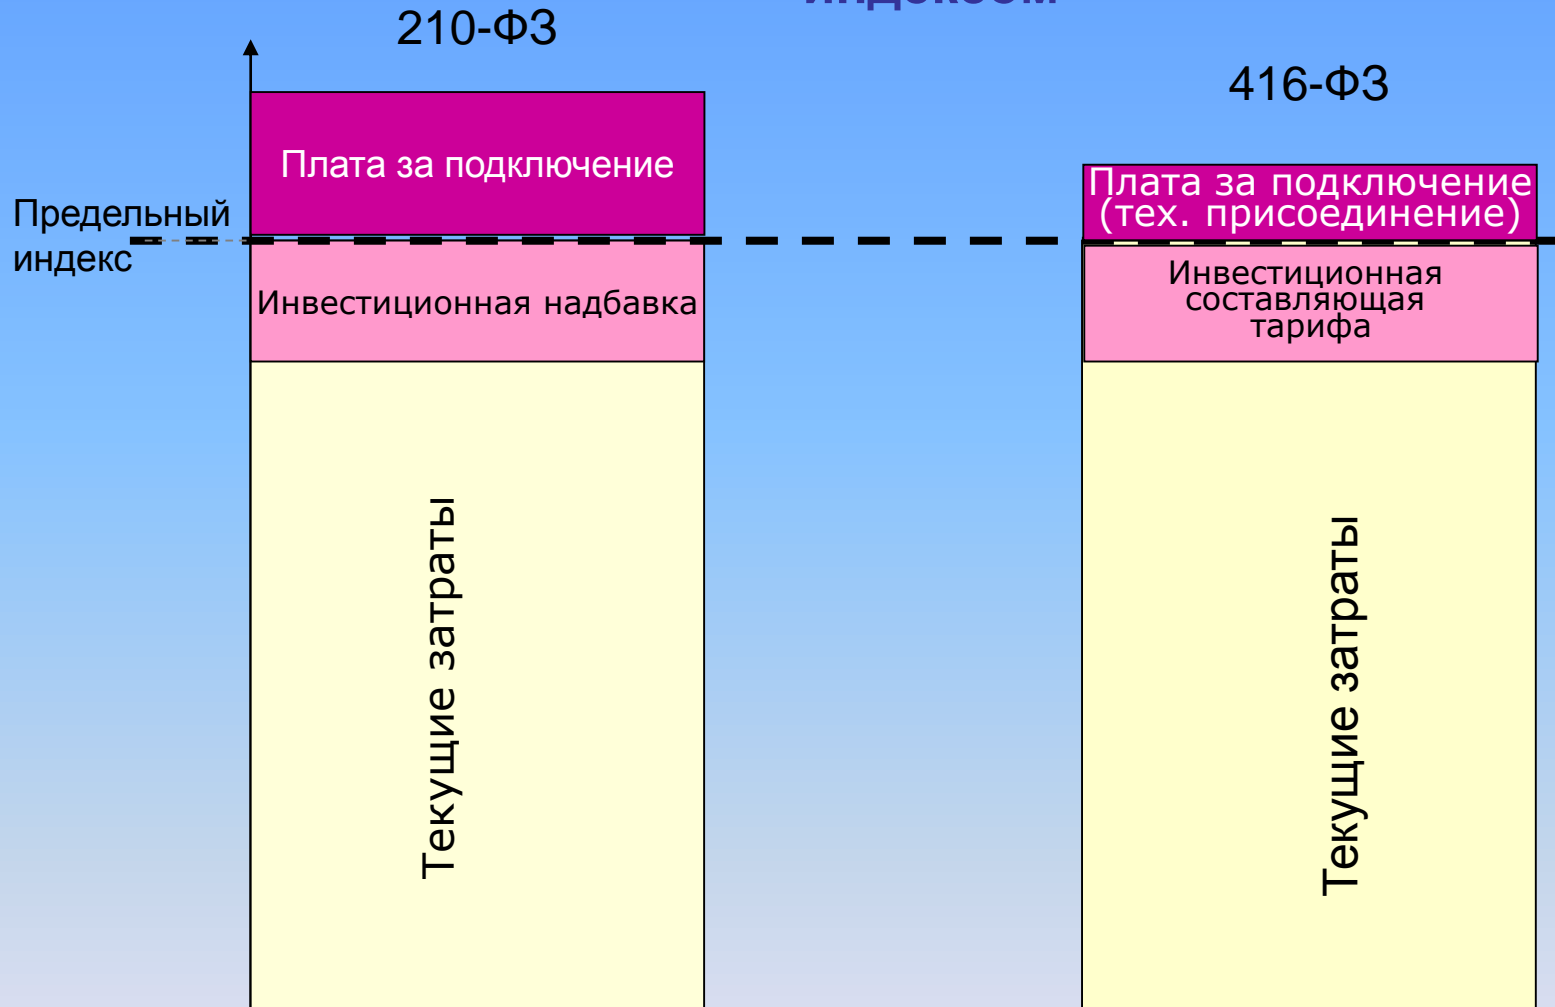 индексом
210-ФЗ
416-ФЗ
Плата за подключение
Плата за подключение
(тех. присоединение)
Предельный
индекс
Инвестиционная надбавка
Инвестиционная
составляющая
тарифа
Текущие затраты
Текущие затраты